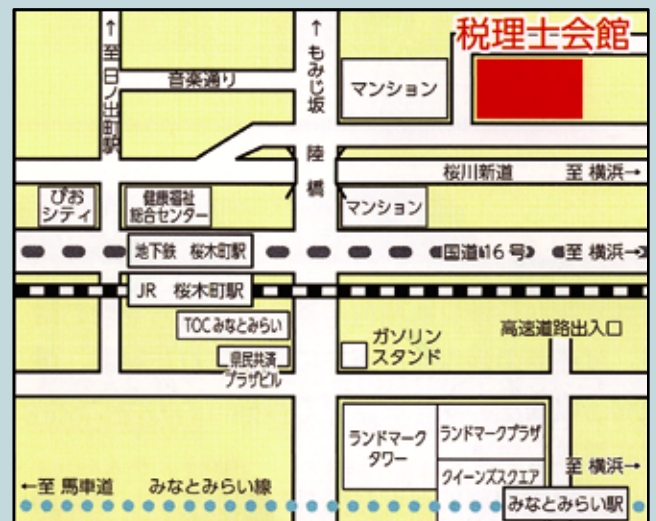 税理士会館
↑至 日ノ出町駅
音楽通り
↑もみじ坂
マンション
陸橋
桜川新道
至 横浜→
ぴお
シティ
健康福祉
総合センター
マンション
地下鉄 桜木町駅
国道16号
至 横浜→
JR 桜木町駅
TOCみなとみらい
県民共済
プラザビル
ガソリン
スタンド
高速道路出入口
ランドマーク
タワー
ランドマークプラザ
クイーンズスクエア
至 横浜→
←至 馬車道
みなとみらい線
みなとみらい駅